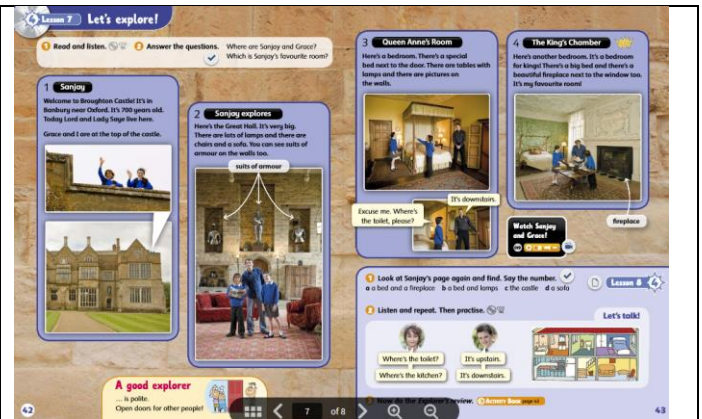 4 Lesson 7 Let's explore!
1 Read and listen. 2 Answer the questions. Where are Sanjay and Grace?
Which is Sanjay's favourite room?
1 Sanjay
Welcome to Broughton Castle! It's in
Banbury near Oxford. It's 700 years old.
Today Lord and Lady Saye live here.
Grace and I are at the top of the castle.
2 Sanjay explores
Here's the Great Hall. It's very big.
There are lots of lamps and there are
chairs and a sofa. You can see suits of
armour on the walls too.
suits of armour
A good explorer
... is polite.
Open doors for other people!
42
3 Queen Anne's Room
Here's a bedroom. There's a special
bed next to the door. There are tables with
lamps and there are pictures on
the walls.
Excuse me. Where's
the toilet, please?
It's downstairs.
4 The King's Chamber
Here's another bedroom. It's a bedroom
for kings! There's a big bed and there's a
beautiful fireplace next to the window too.
It's my favourite room!
fireplace
Watch Sanjay
and Grace!
1 Look at Sanjay's page again and find. Say the number.
a a bed and a fireplace b a bed and lamps c the castle d a sofa
Lesson 8 4
2 Listen and repeat. Then practise.
Let's talk!
Where's the toilet?
It's upstairs.
Where's the kitchen?
It's downstairs.
Now do the Explorer's review. Activity Book
43
7 of 8